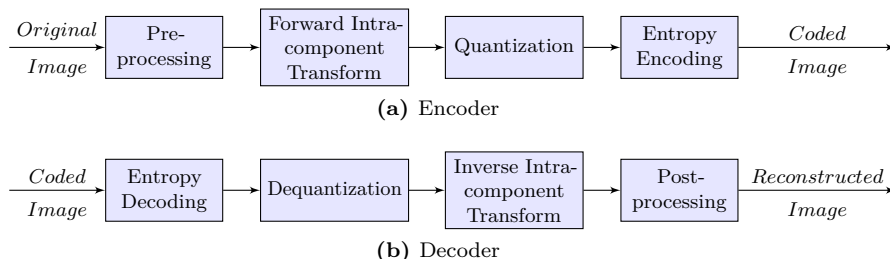 Original
Image
Pre-
processing
Forward Intra-
component
Transform
Quantization
Entropy
Encoding
Coded
Image
(a) Encoder
Coded
Image
Entropy
Decoding
Dequantization
Inverse Intra-
component
Transform
Post-
processing
Reconstructed
Image
(b) Decoder